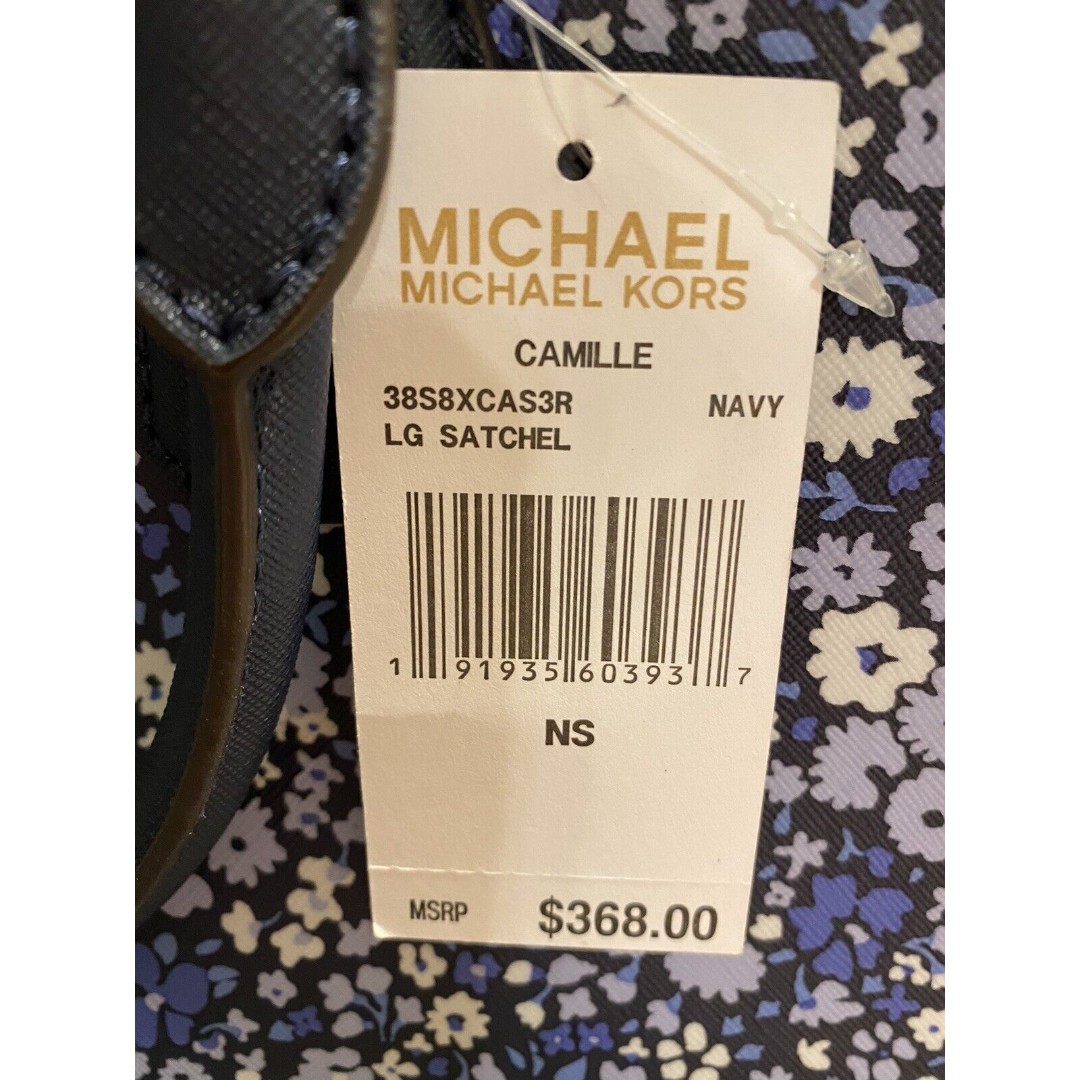 MICHAEL
MICHAEL KORS
CAMILLE
38S8XCAS3R NAVY
LG SATCHEL
1 91935 60393 7
NS
MSRP $368.00